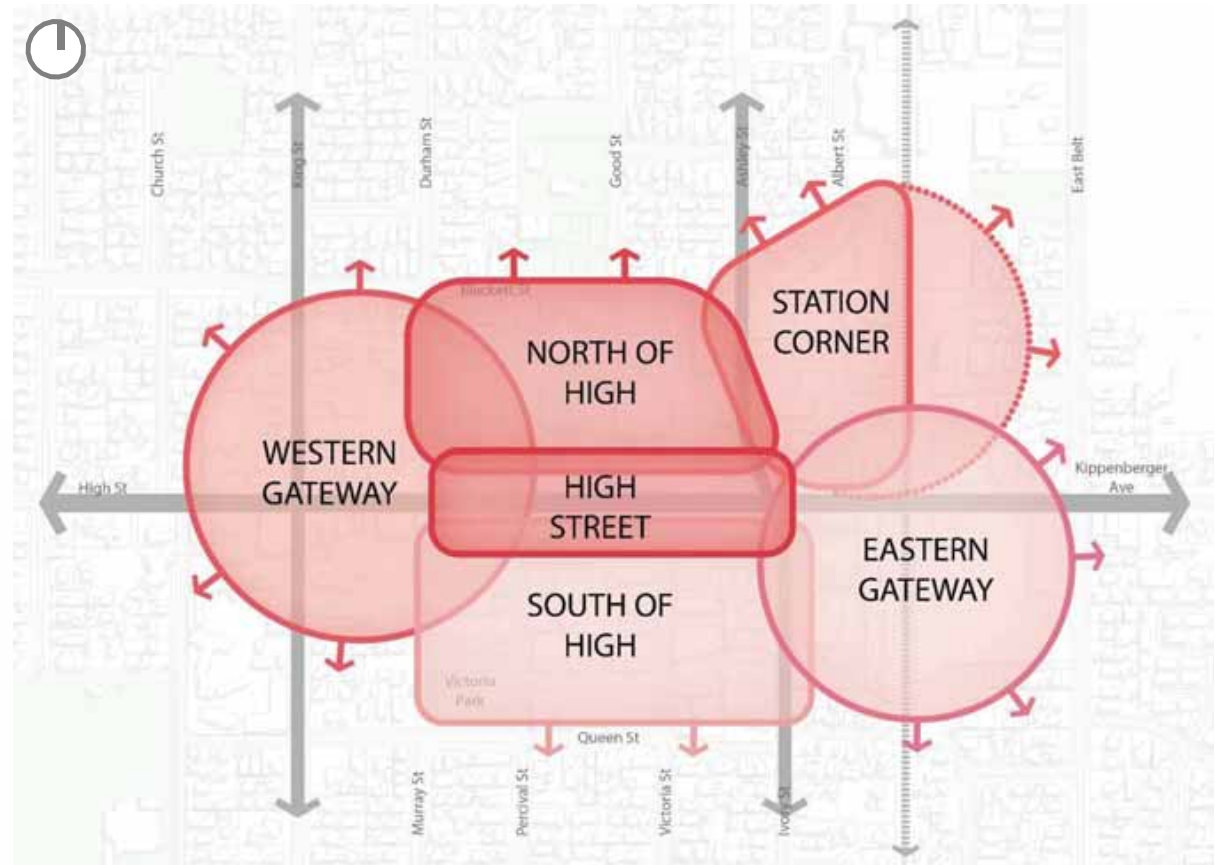 Church St
King St
Durham St
Good St
Ashley St
Albert St
East Belt
Blackett St
STATION
CORNER
NORTH OF
HIGH
WESTERN
GATEWAY
High St
HIGH
STREET
Kippenberger
Ave
EASTERN
GATEWAY
SOUTH OF
HIGH
Victoria
Park
Queen St
Murray St
Percival St
Victoria St
Ivory St